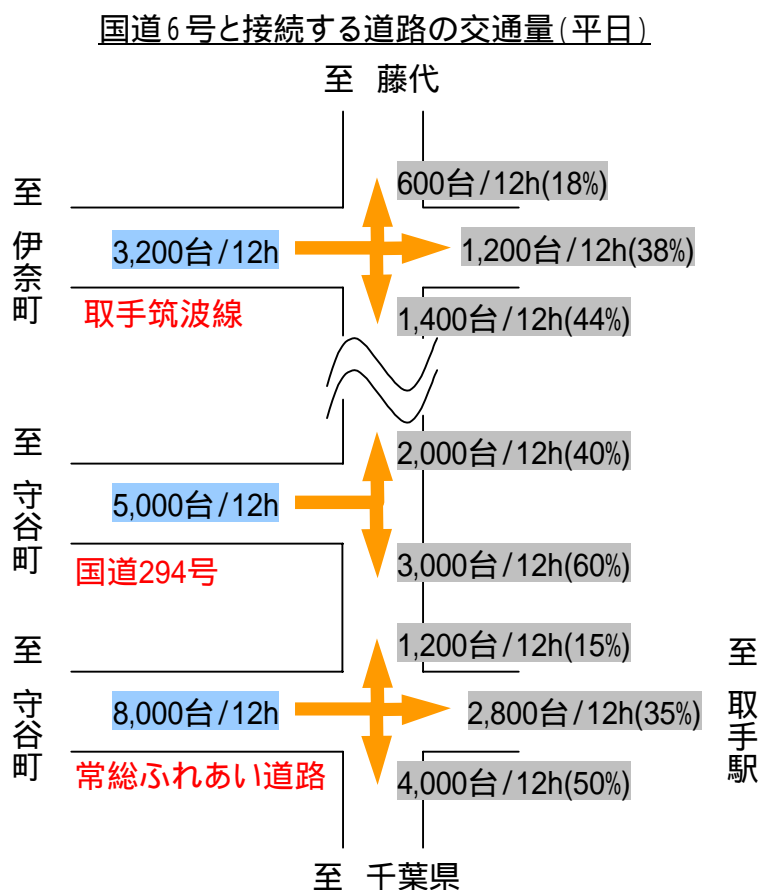 国道6号と接続する道路の交通量(平日)
至 藤代
至 伊奈町
600台/12h(18%)
3,200台/12h
1,200台/12h(38%)
取手筑波線
1,400台/12h(44%)
至 守谷町
2,000台/12h(40%)
5,000台/12h
国道294号
3,000台/12h(60%)
至 守谷町
1,200台/12h(15%)
至 取手駅
8,000台/12h
2,800台/12h(35%)
常総ふれあい道路
4,000台/12h(50%)
至 千葉県